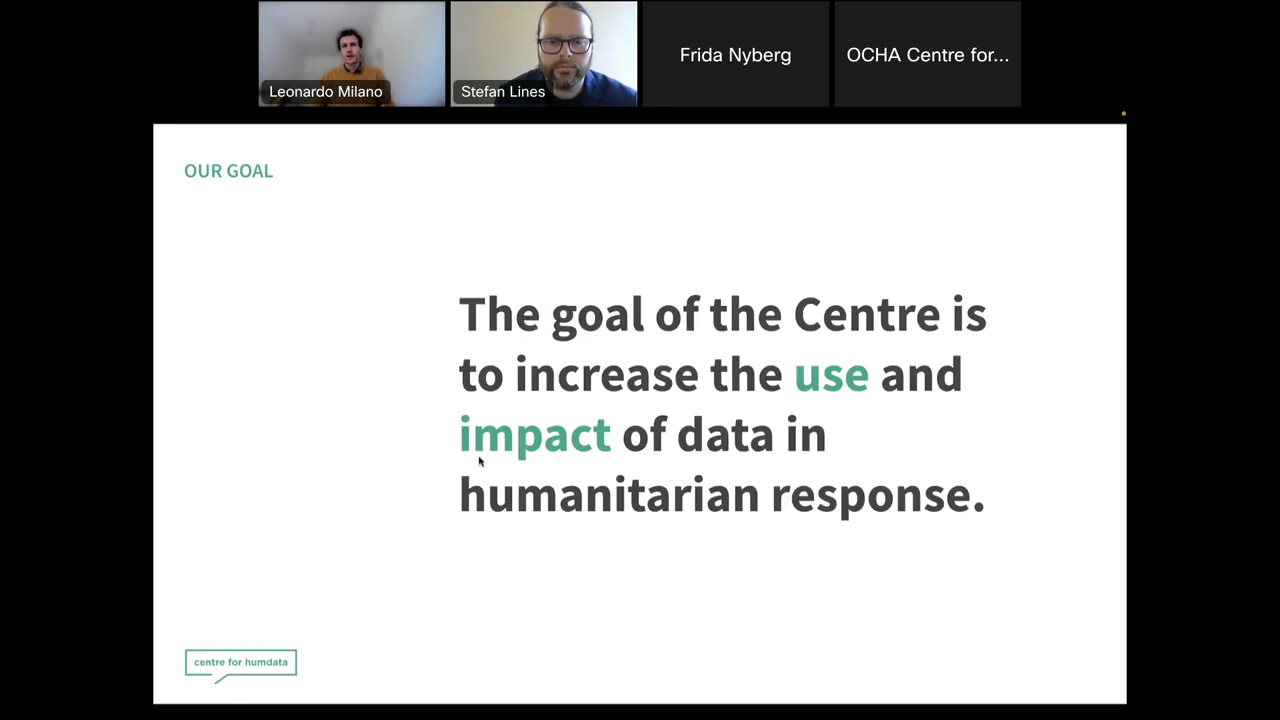 Leonardo Milano
Stefan Lines
Frida Nyberg
OCHA Centre for...
OUR GOAL
The goal of the Centre is
to increase the use and
impact of data in
humanitarian response.
centre for humdata